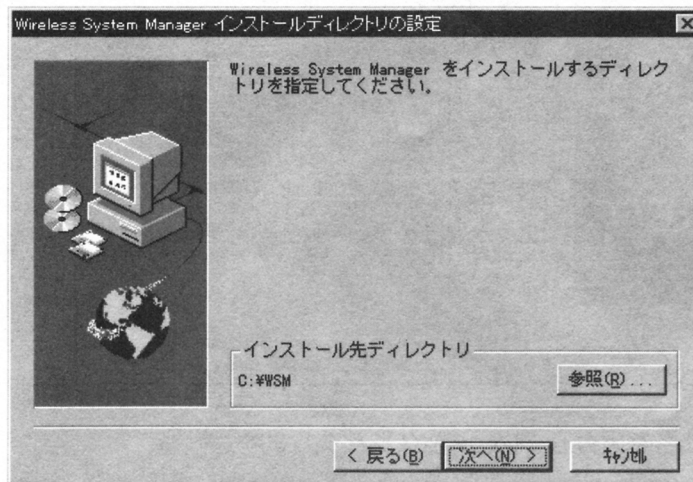 Wireless System Manager インストールディレクトリの設定
Wireless System Manager をインストールするディレク
トリを指定してください。
インストール先ディレクトリ
C:¥WSM
参照(R)...
< 戻る(B)
次へ(N) >
ｷｬﾝｾﾙ